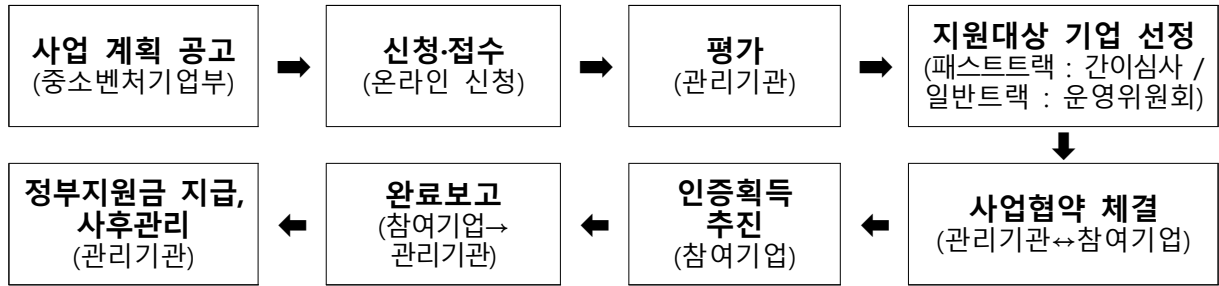 사업 계획 공고
(중소벤처기업부)
➡
신청·접수
(온라인 신청)
➡
평가
(관리기관)
➡
지원대상 기업 선정
(패스트트랙 : 간이심사 /
일반트랙 : 운영위원회)
⬇
사업협약 체결
(관리기관↔참여기업)
⬅
인증획득
추진
(참여기업)
⬅
완료보고
(참여기업→
관리기관)
⬅
정부지원금 지급,
사후관리
(관리기관)